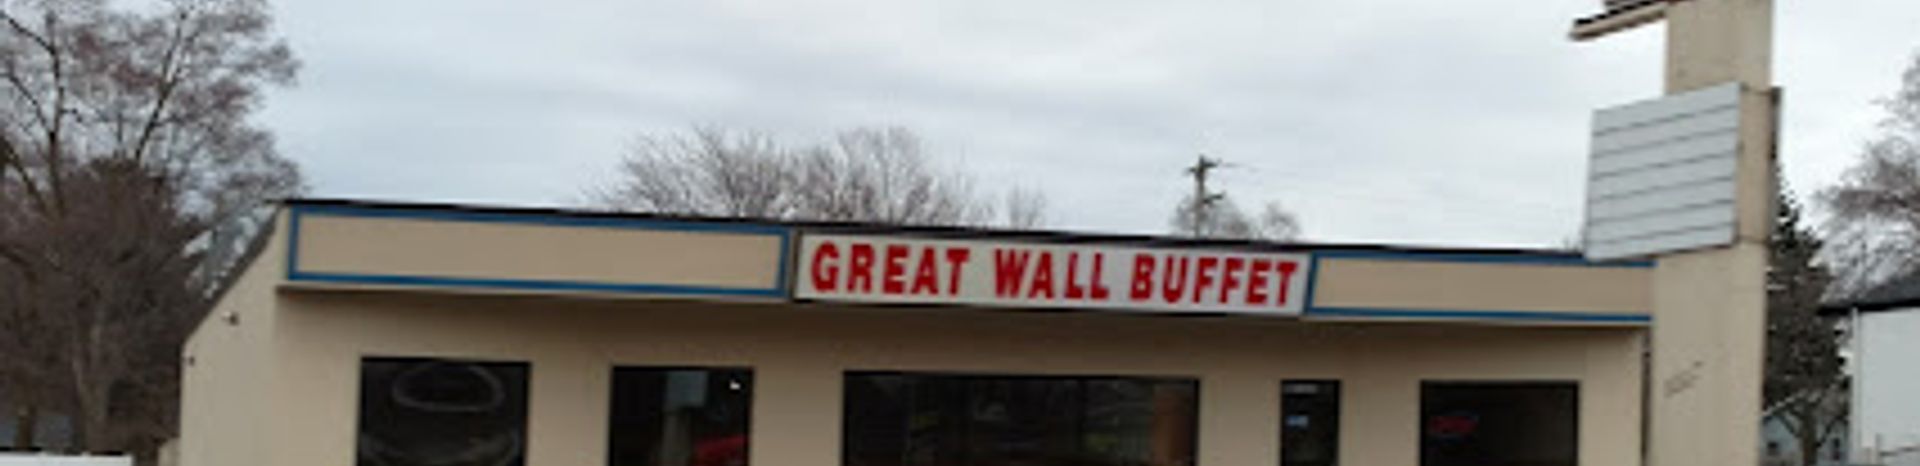 GREAT WALL BUFFET